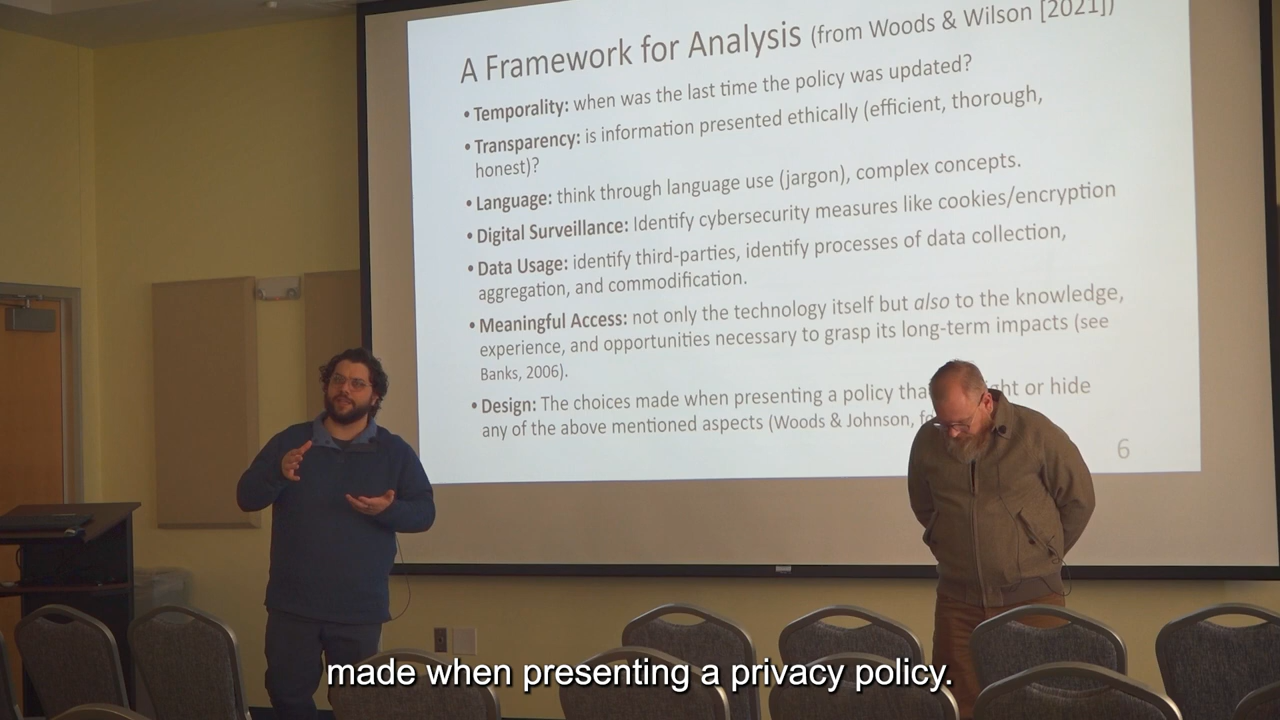 A Framework for Analysis (from Woods & Wilson [2021])
• Temporality: when was the last time the policy was updated?
• Transparency: is information presented ethically (efficient, thorough,
honest)?
• Language: think through language use (jargon), complex concepts.
• Digital Surveillance: Identify cybersecurity measures like cookies/encryption
• Data Usage: identify third-parties, identify processes of data collection,
aggregation, and commodification.
• Meaningful Access: not only the technology itself but also to the knowledge,
experience, and opportunities necessary to grasp its long-term impacts (see
Banks, 2006).
• Design: The choices made when presenting a policy or hide
any of the above mentioned aspects (Woods & Johnson,
6
made when presenting a privacy policy.